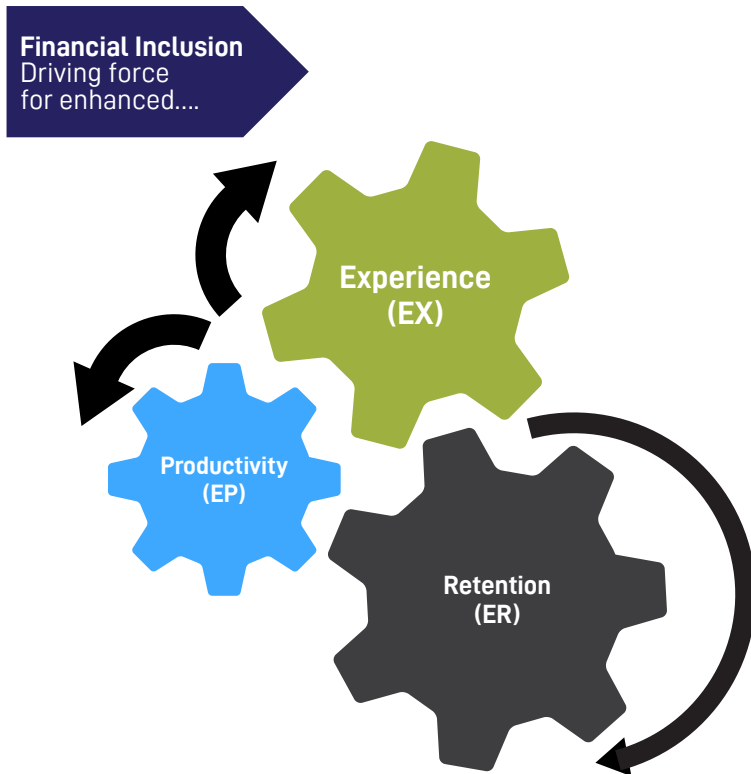 Financial Inclusion
Driving force
for enhanced....
Experience
(EX)
Productivity
(EP)
Retention
(ER)